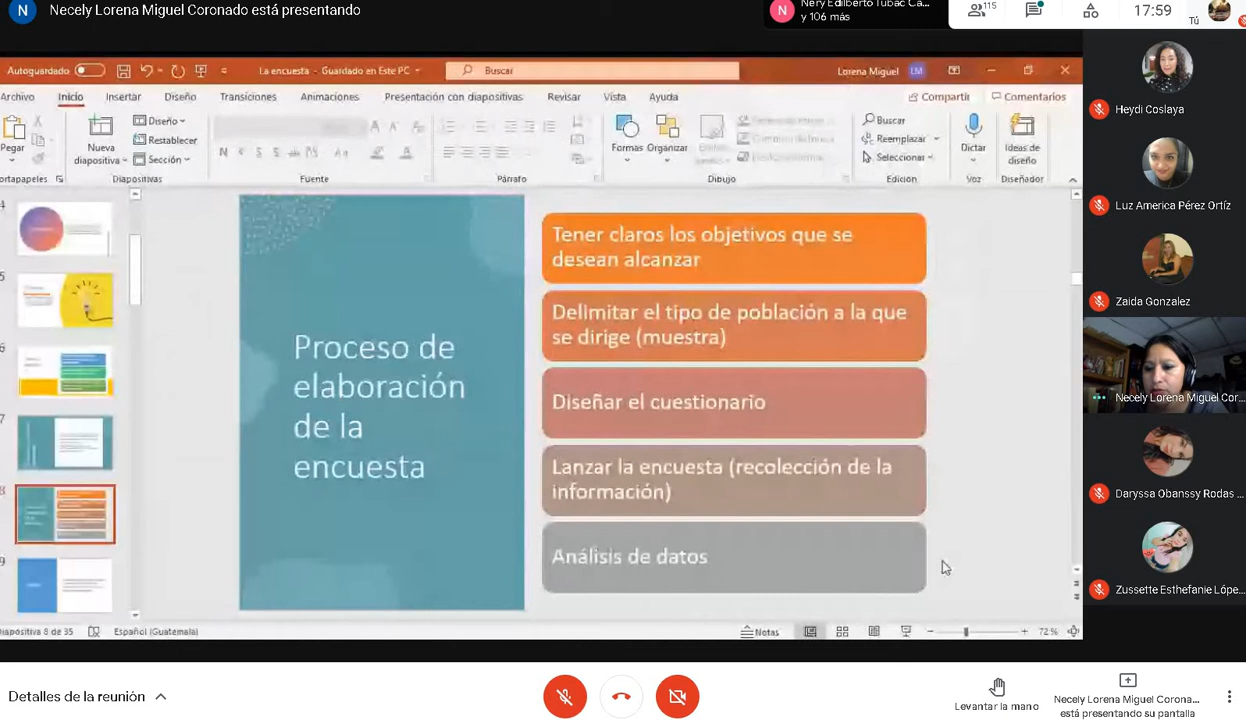 N Necely Lorena Miguel Coronado está presentando
N Nery Edilberto Tubac Ca...
y 106 más
115
17:59
Tú
Autoguardado
La encuesta - Guardado en Este PC
Buscar
Lorena Miguel LM
Archivo Inicio Insertar Diseño Transiciones Animaciones Presentación con diapositivas Revisar Vista Ayuda
Compartir Comentarios
Pegar
Nueva
diapositiva
Diseño
Restablecer
Sección
Formas Organizar
Buscar
Reemplazar
Seleccionar
Dictar
Ideas de
diseño
ortapapeles Diapositivas Fuente Párrafo Dibujo Edición Voz Diseñador
4
5
6
7
8
9
Proceso de
elaboración
de la
encuesta
Tener claros los objetivos que se
desean alcanzar
Delimitar el tipo de población a la que
se dirige (muestra)
Diseñar el cuestionario
Lanzar la encuesta (recolección de la
información)
Análisis de datos
Diapositiva 8 de 35 Español (Guatemala) Notas 72 %
Heydi Coslaya
Luz America Pérez Ortíz
Zaida Gonzalez
Necely Lorena Miguel Cor...
Daryssa Obanssy Rodas ...
Zussette Esthefanie Lópe...
Detalles de la reunión
Levantar la mano
Necely Lorena Miguel Corona...
está presentando su pantalla